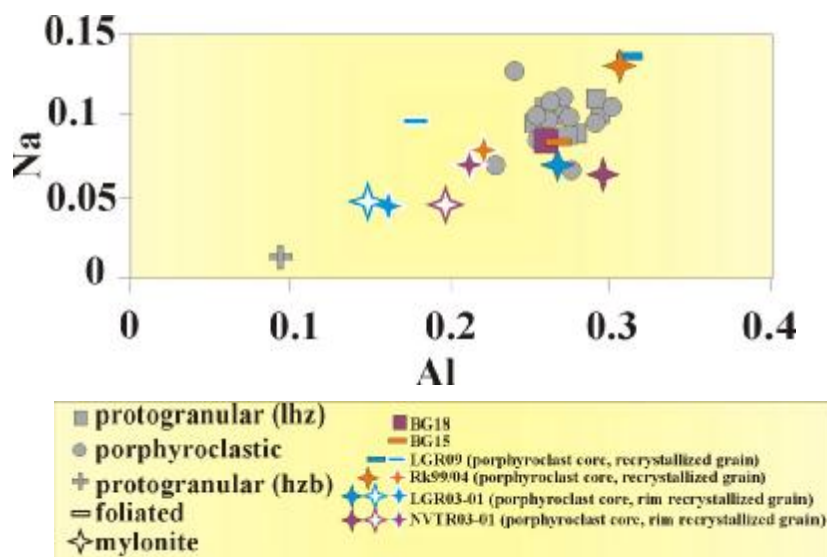 0.15
0.1
0.05
0
Na
0
0.1
0.2
0.3
0.4
Al
protogranular (lhz)
porphyroclastic
protogranular (hzb)
foliated
mylonite
BG18
BG15
LGR09 (porphyroclast core, recrystallized grain)
Rk99/04 (porphyroclast core, recrystallized grain)
LGR03-01 (porphyroclast core, rim recrystallized grain)
NVTR03-01 (porphyroclast core, rim recrystallized grain)